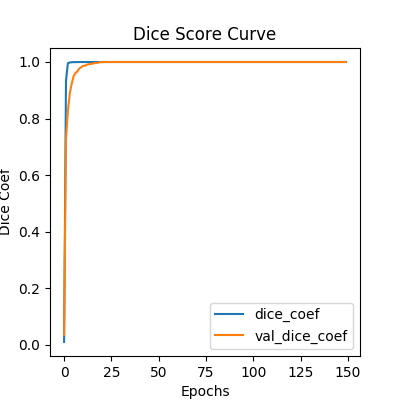 Dice Score Curve
Dice Coef
1.0
0.8
0.6
0.4
0.2
0.0
dice_coef
val_dice_coef
0 25 50 75 100 125 150
Epochs